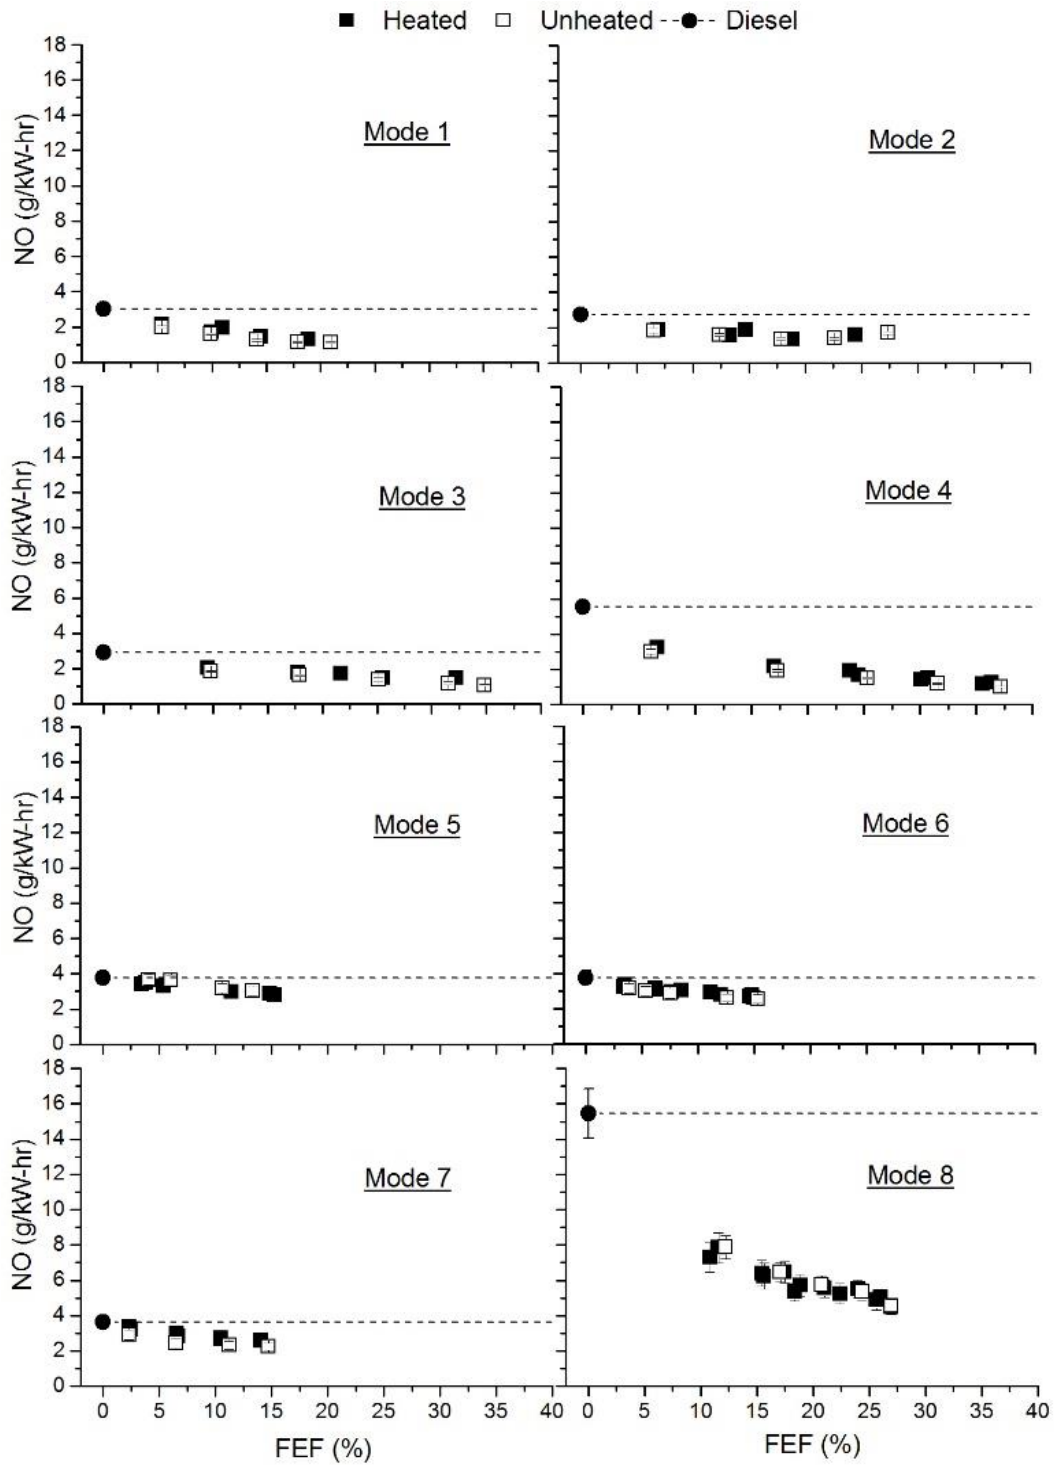 Heated Unheated Diesel
18
16
14
12
10
8
6
4
2
0
NO (g/kW-hr)
Mode 1
Mode 2
18
16
14
12
10
8
6
4
2
0
NO (g/kW-hr)
Mode 3
Mode 4
18
16
14
12
10
8
6
4
2
0
NO (g/kW-hr)
Mode 5
Mode 6
18
16
14
12
10
8
6
4
2
0
NO (g/kW-hr)
Mode 7
Mode 8
0 5 10 15 20 25 30 35 40
0 5 10 15 20 25 30 35 40
FEF (%)
FEF (%)